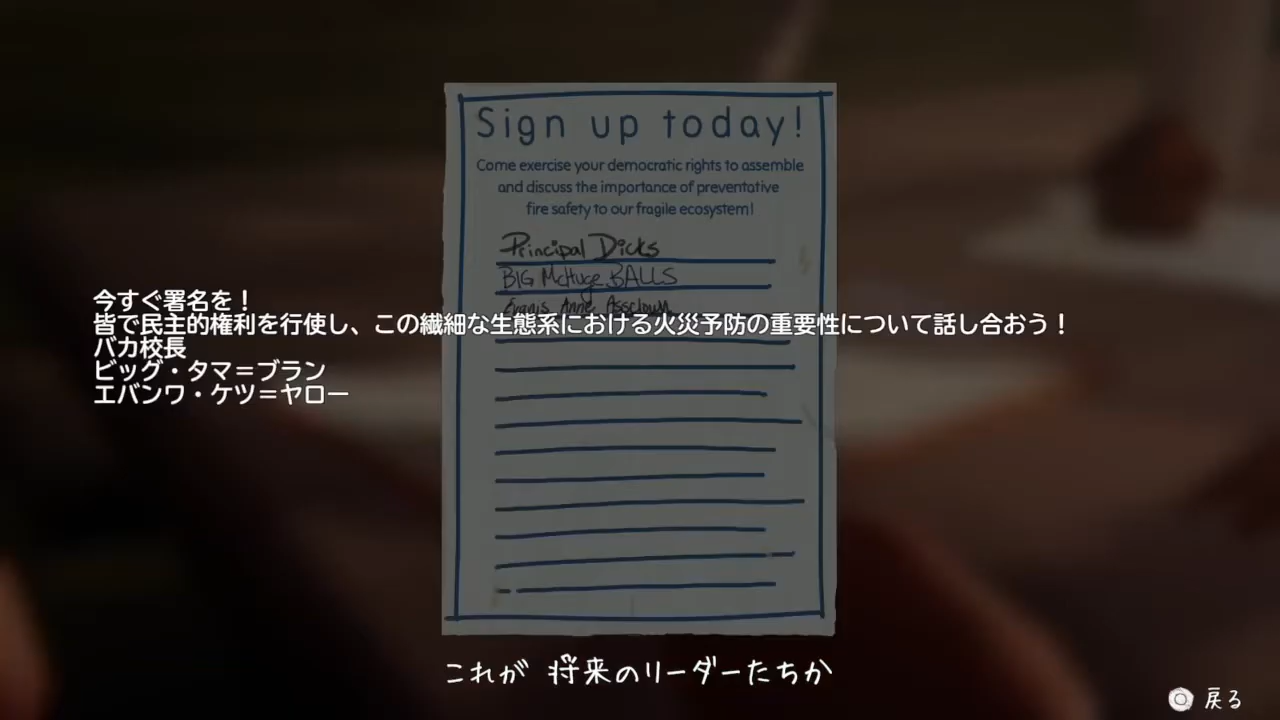 Sign up today!
Come exercise your democratic rights to assemble
and discuss the importance of preventative
fire safety to our fragile ecosystem!
Principal Dicks
BIG McHuge BALLS
Evanis Anne Assclown
今すぐ署名を！
皆で民主的権利を行使し、この繊細な生態系における火災予防の重要性について話し合おう！
バカ校長
ビッグ・タマ＝ブラン
エバンワ・ケツ＝ヤロー
これが 将来のリーダーたちか
戻る